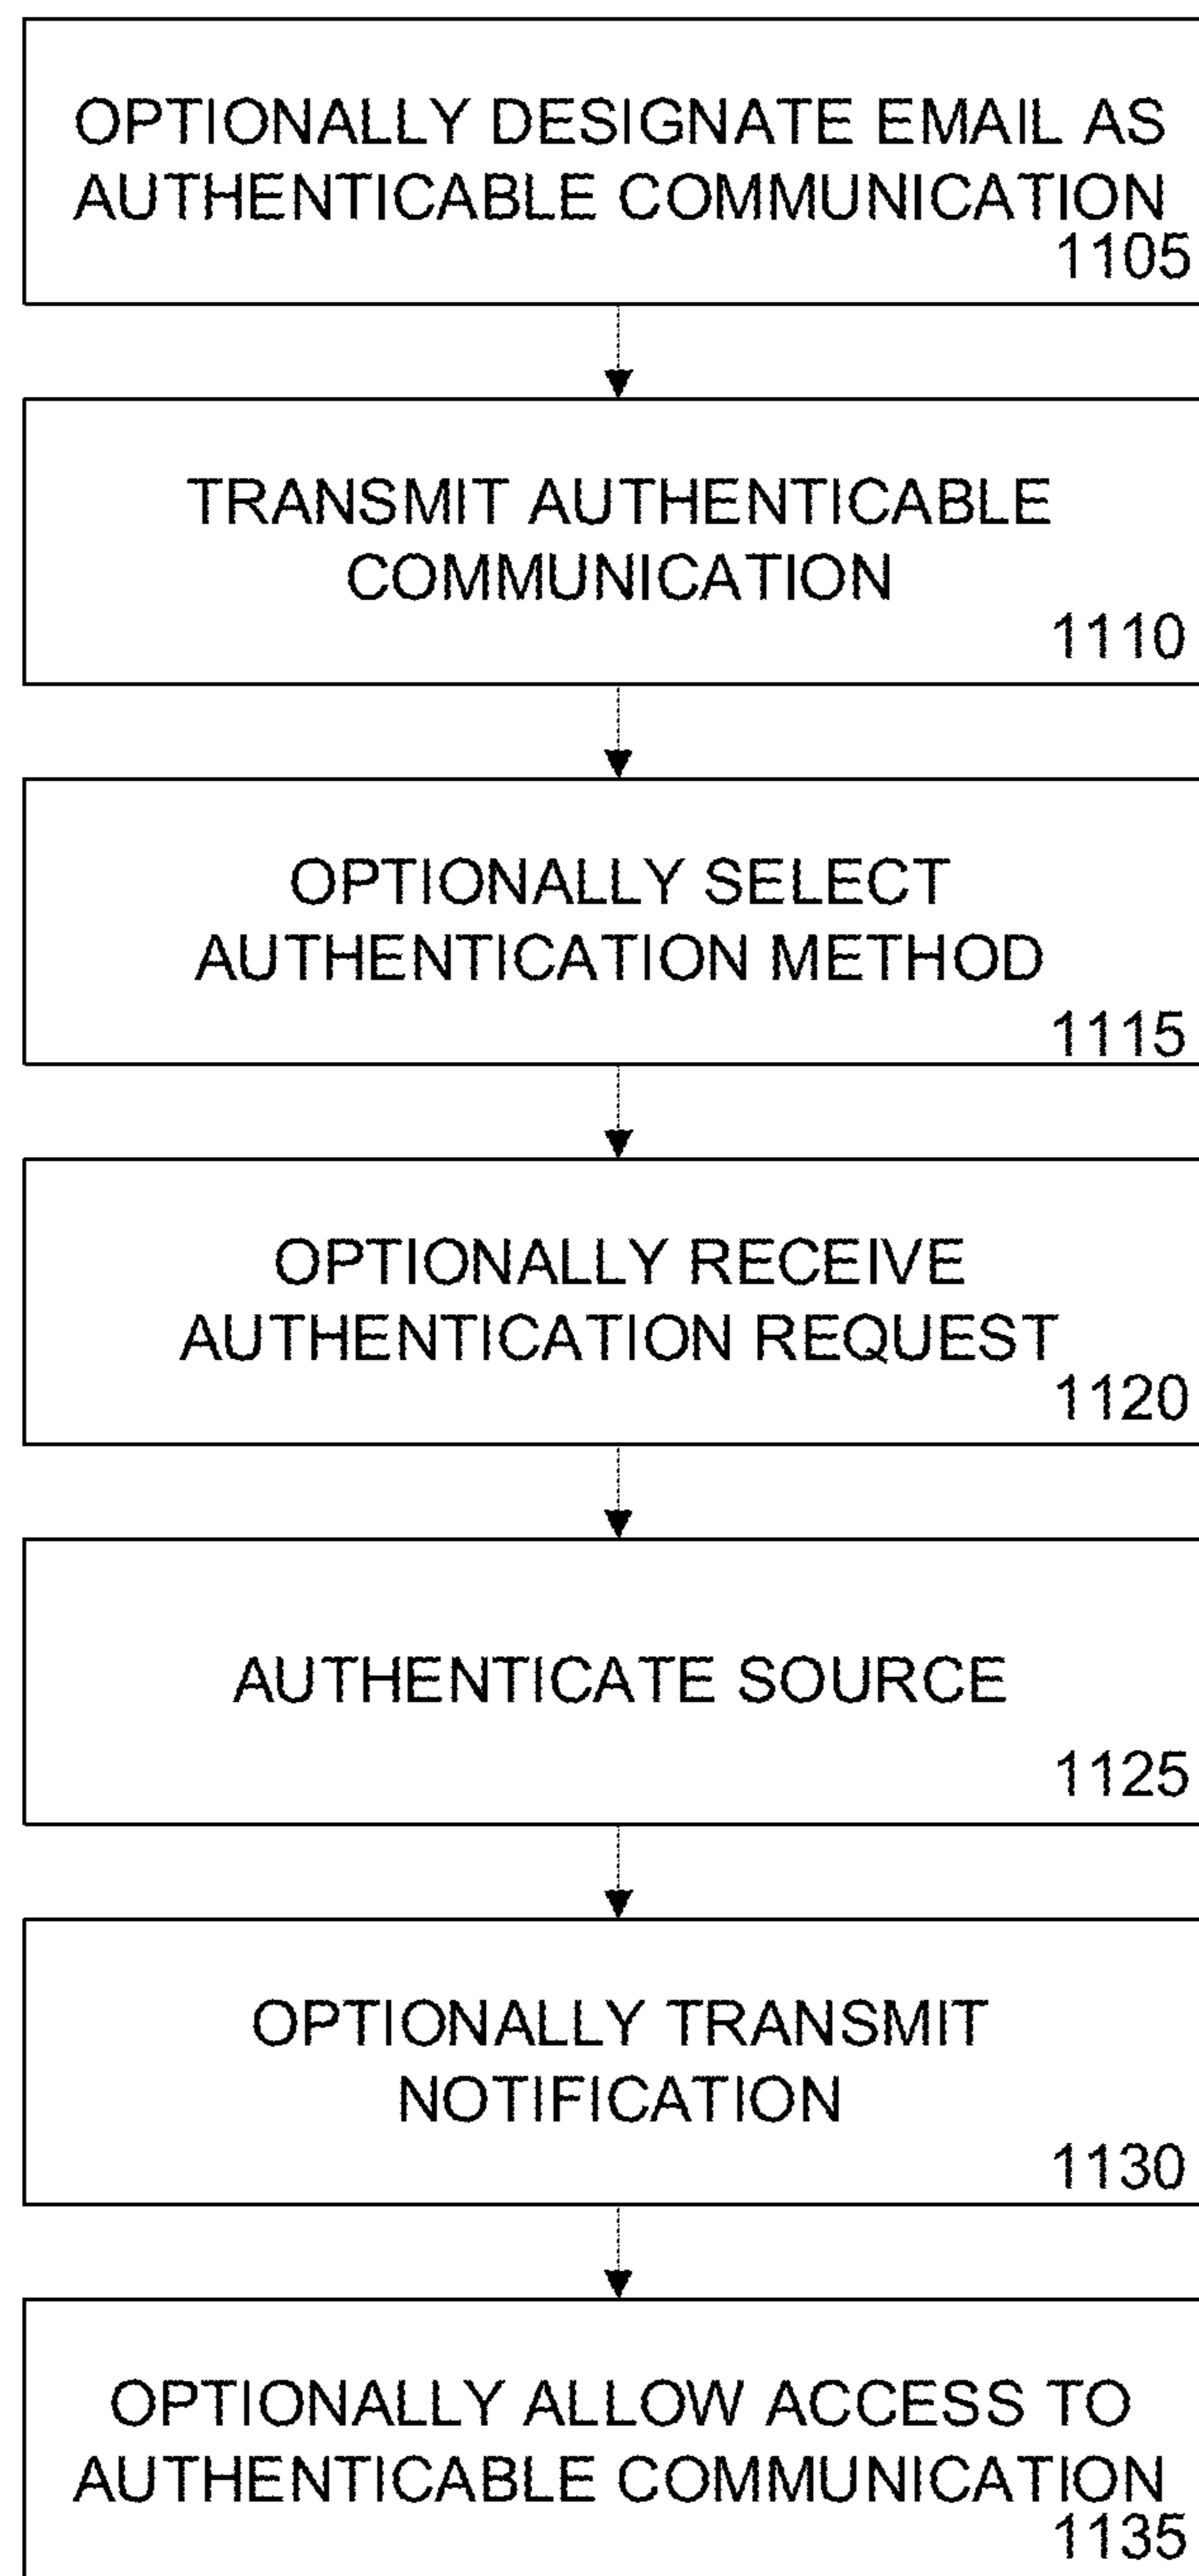 OPTIONALLY DESIGNATE EMAIL AS
AUTHENTICABLE COMMUNICATION
1105
TRANSMIT AUTHENTICABLE
COMMUNICATION
1110
OPTIONALLY SELECT
AUTHENTICATION METHOD
1115
OPTIONALLY RECEIVE
AUTHENTICATION REQUEST
1120
AUTHENTICATE SOURCE
1125
OPTIONALLY TRANSMIT
NOTIFICATION
1130
OPTIONALLY ALLOW ACCESS TO
AUTHENTICABLE COMMUNICATION
1135